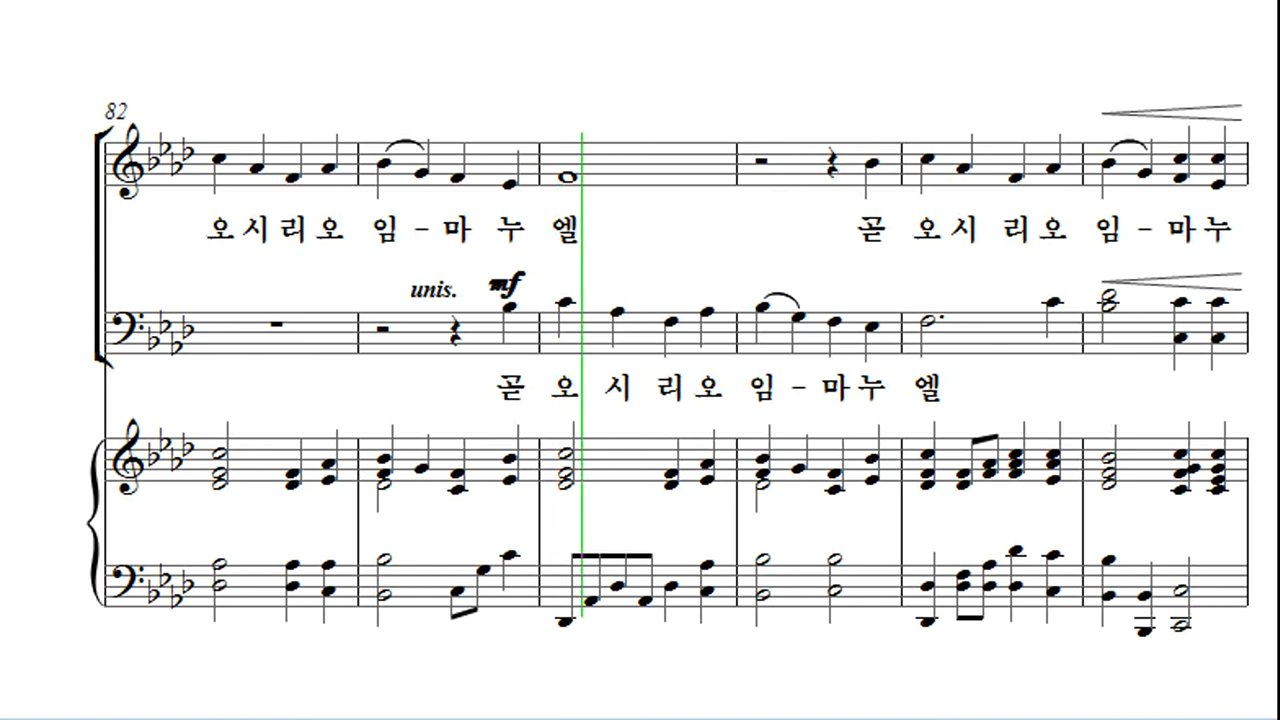 82
오 시 리 오 임 - 마 누 엘 곧 오 시 리 오 임 - 마 누
unis. mf
곧 오 시 리 오 임 - 마 누 엘